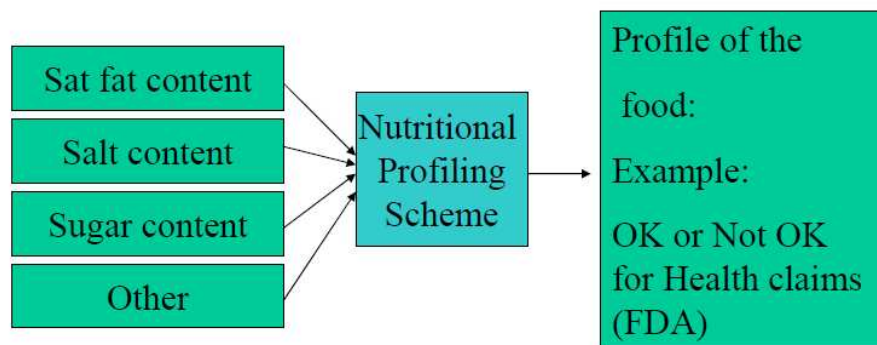 Sat fat content
Salt content
Sugar content
Other
Nutritional
Profiling
Scheme
Profile of the
food:
Example:
OK or Not OK
for Health claims
(FDA)